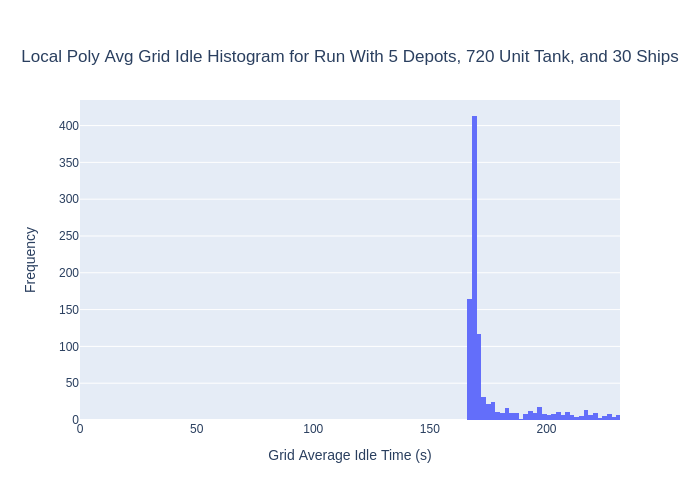 Local Poly Avg Grid Idle Histogram for Run With 5 Depots, 720 Unit Tank, and 30 Ships
400
350
300
250
200
150
100
50
0
Frequency
0 50 100 150 200
Grid Average Idle Time (s)